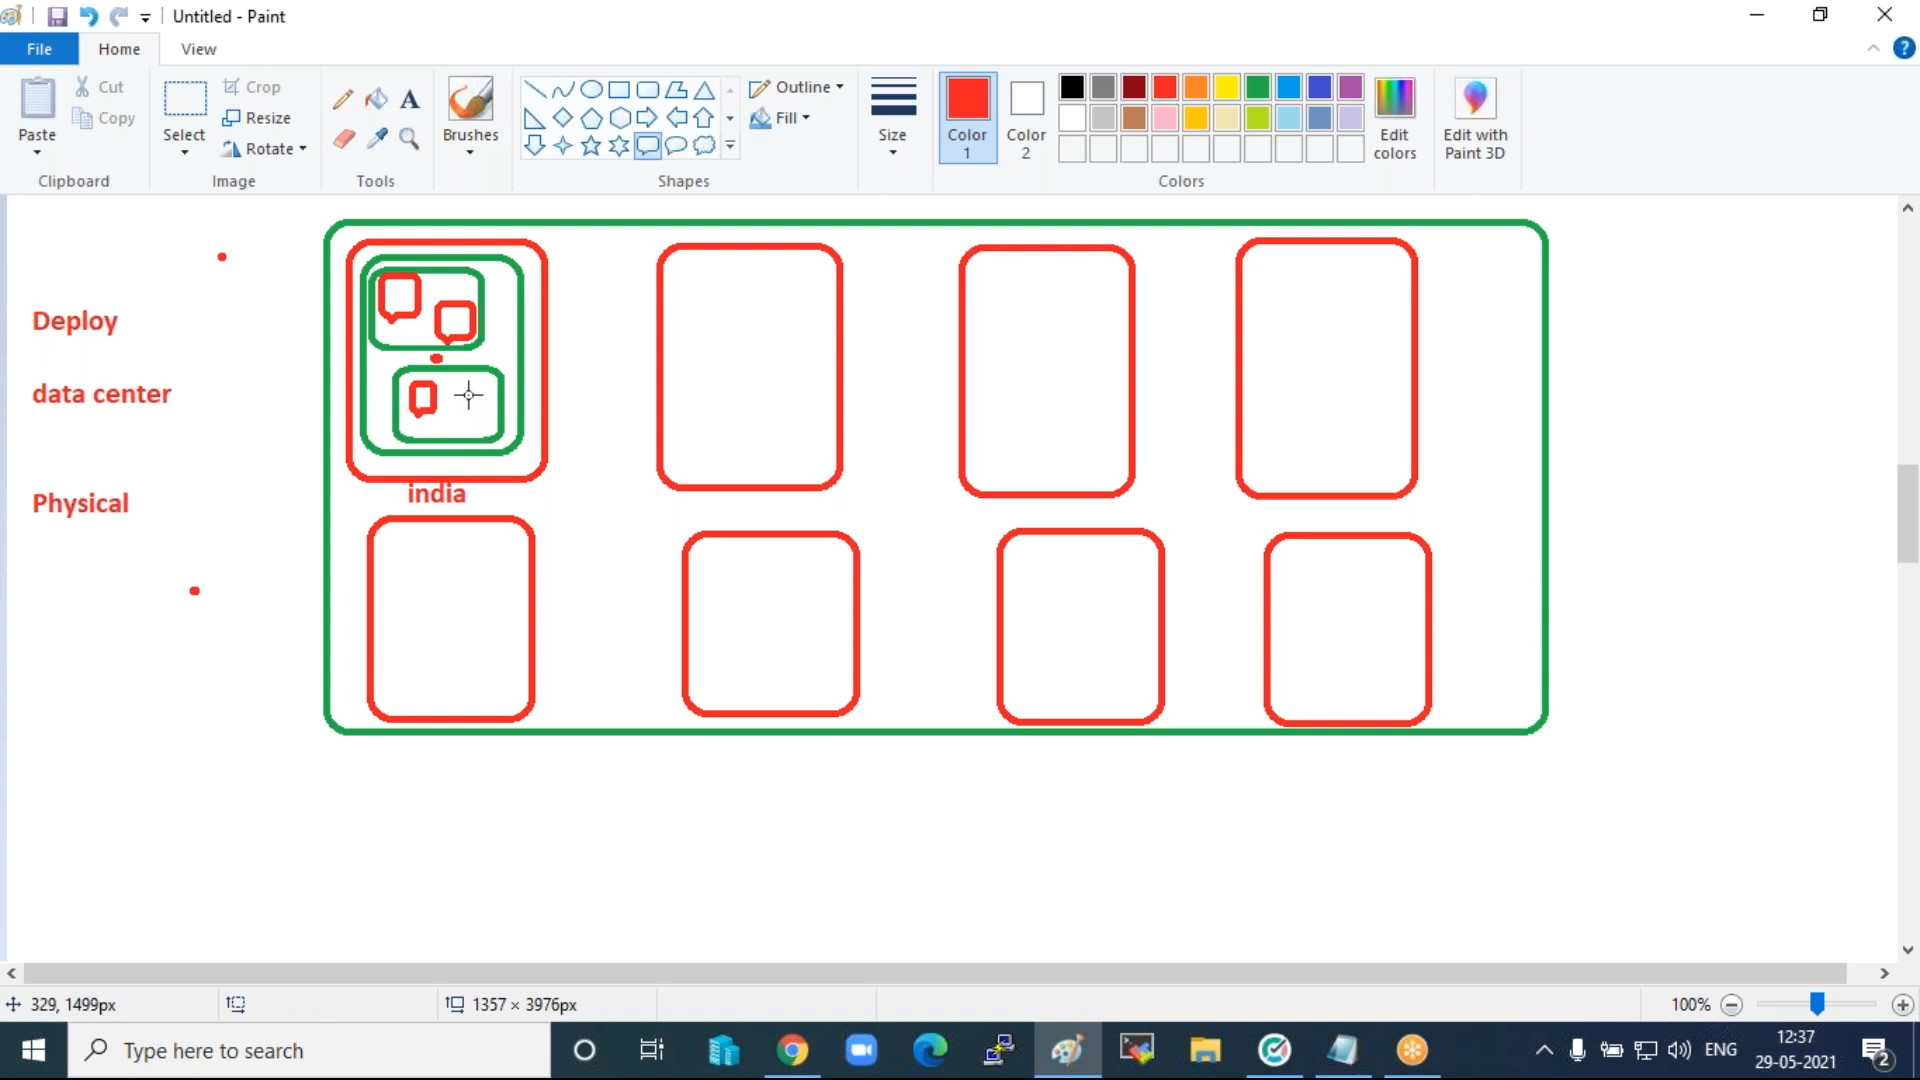 Untitled - Paint
File
Home
View
Paste
Cut
Copy
Clipboard
Select
Crop
Resize
Rotate
Image
Tools
Brushes
Shapes
Outline
Fill
Size
Color 1
Color 2
Edit colors
Edit with Paint 3D
Colors
Deploy
data center
Physical
india
329, 1499px
1357 × 3976px
100%
Type here to search
ENG
12:37
29-05-2021
2